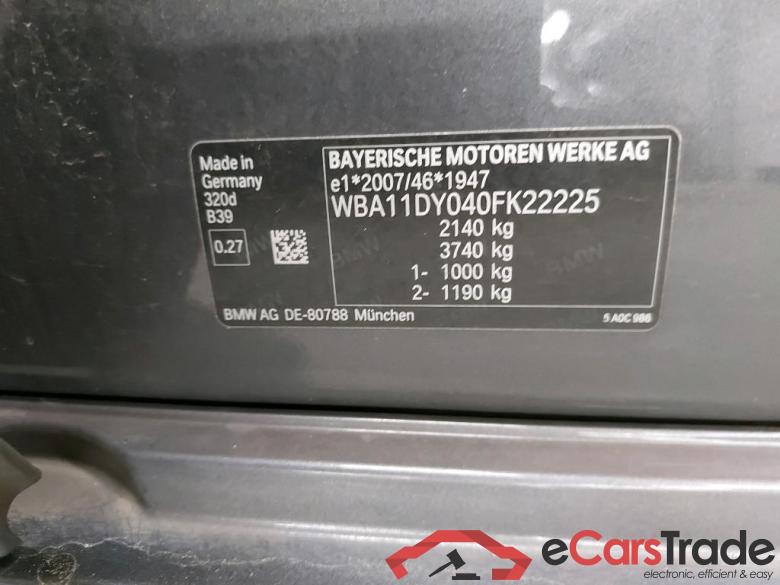 Made in
Germany
320d
B39
0.27
BAYERISCHE MOTOREN WERKE AG
e1*2007/46*1947
WBA11DY040FK22225
2140 kg
3740 kg
1- 1000 kg
2- 1190 kg
BMW AG DE-80788 München
5 A0C 986
eCarsTrade
electronic, efficient & easy